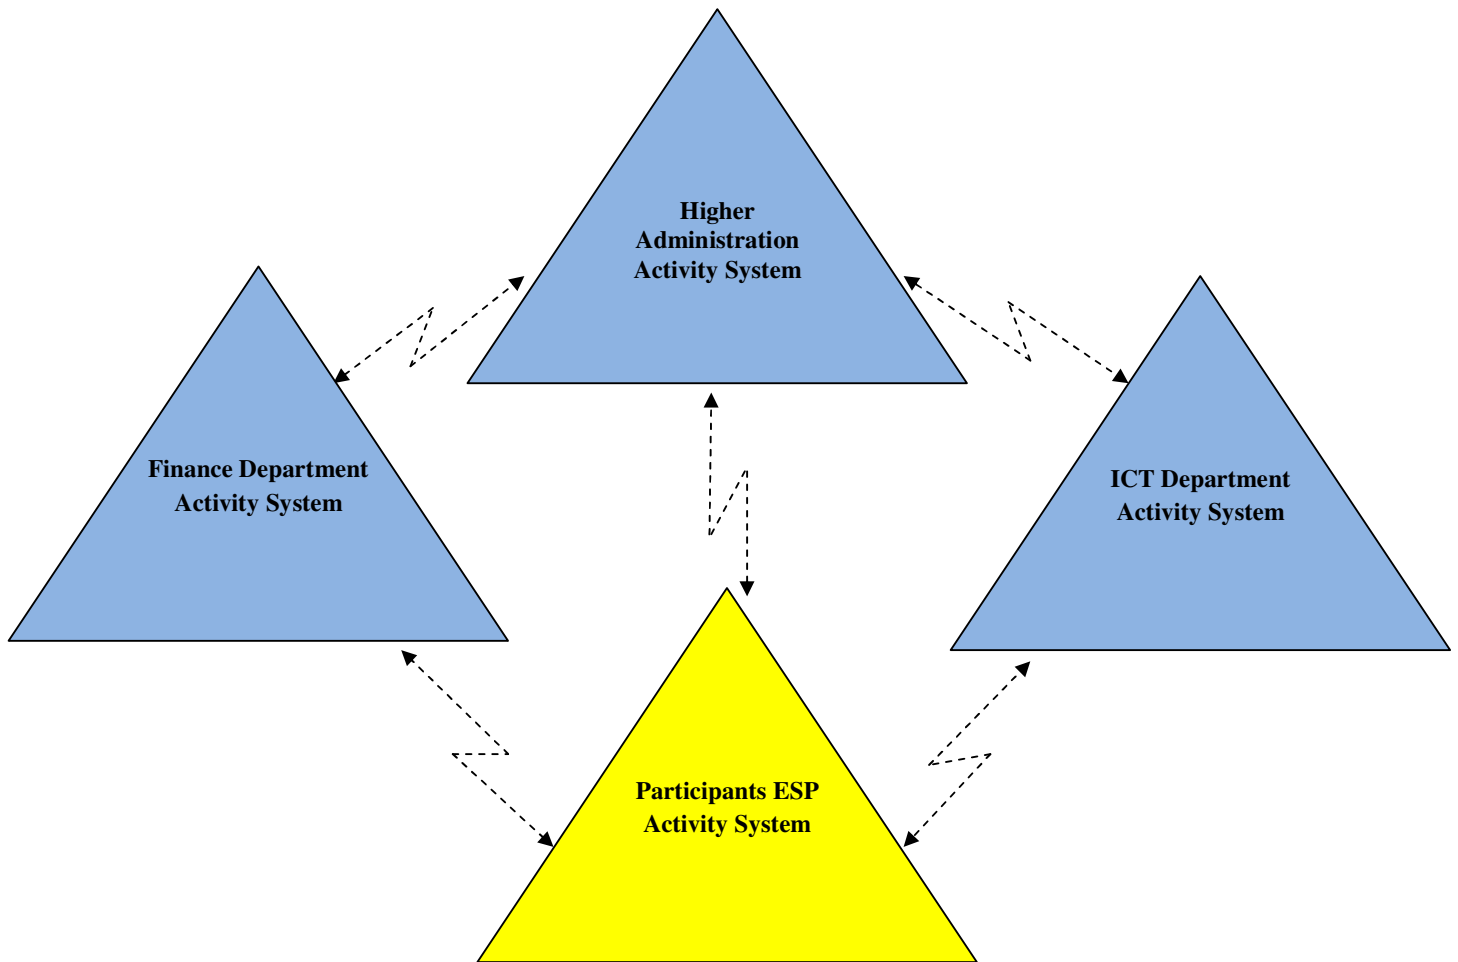 Higher
Administration
Activity System
Finance Department
Activity System
ICT Department
Activity System
Participants ESP
Activity System